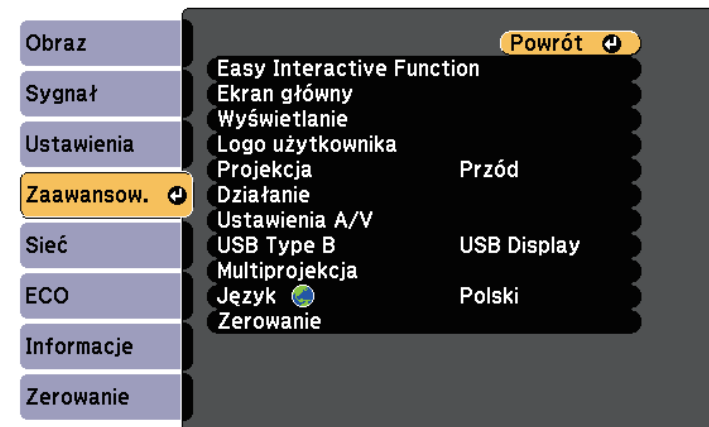 Obraz
Sygnał
Ustawienia
Zaawansow.
Sieć
ECO
Informacje
Zerowanie
Powrót
Easy Interactive Function
Ekran główny
Wyświetlanie
Logo użytkownika
Projekcja Przód
Działanie
Ustawienia A/V
USB Type B USB Display
Multiprojekcja
Język Polski
Zerowanie